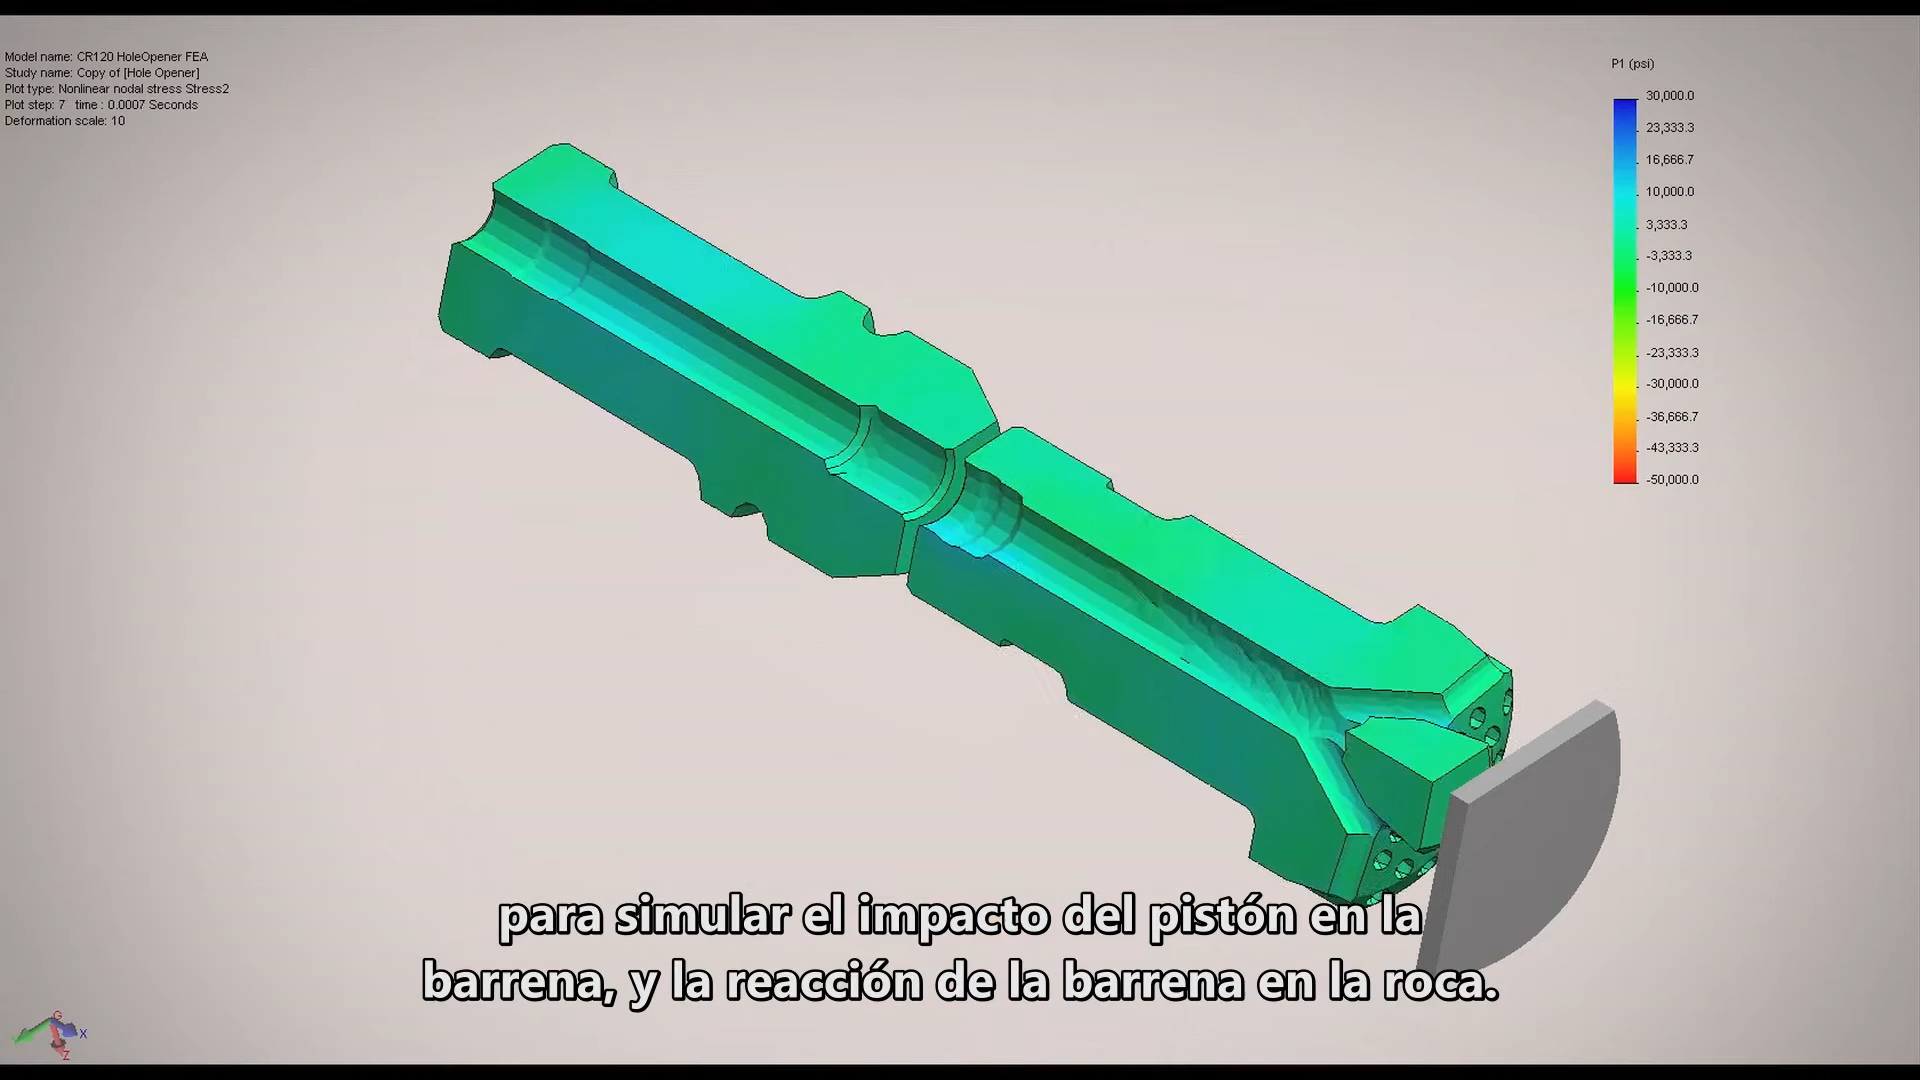 Model name: CR120 HoleOpener FEA
Study name: Copy of [Hole Opener]
Plot type: Nonlinear nodal stress Stress2
Plot step: 7 time : 0.0007 Seconds
Deformation scale: 10
P1 (psi)
30,000.0
23,333.3
16,666.7
10,000.0
3,333.3
-3,333.3
-10,000.0
-16,666.7
-23,333.3
-30,000.0
-36,666.7
-43,333.3
-50,000.0
para simular el impacto del pistón en la
barrena, y la reacción de la barrena en la roca.
G
X
Z